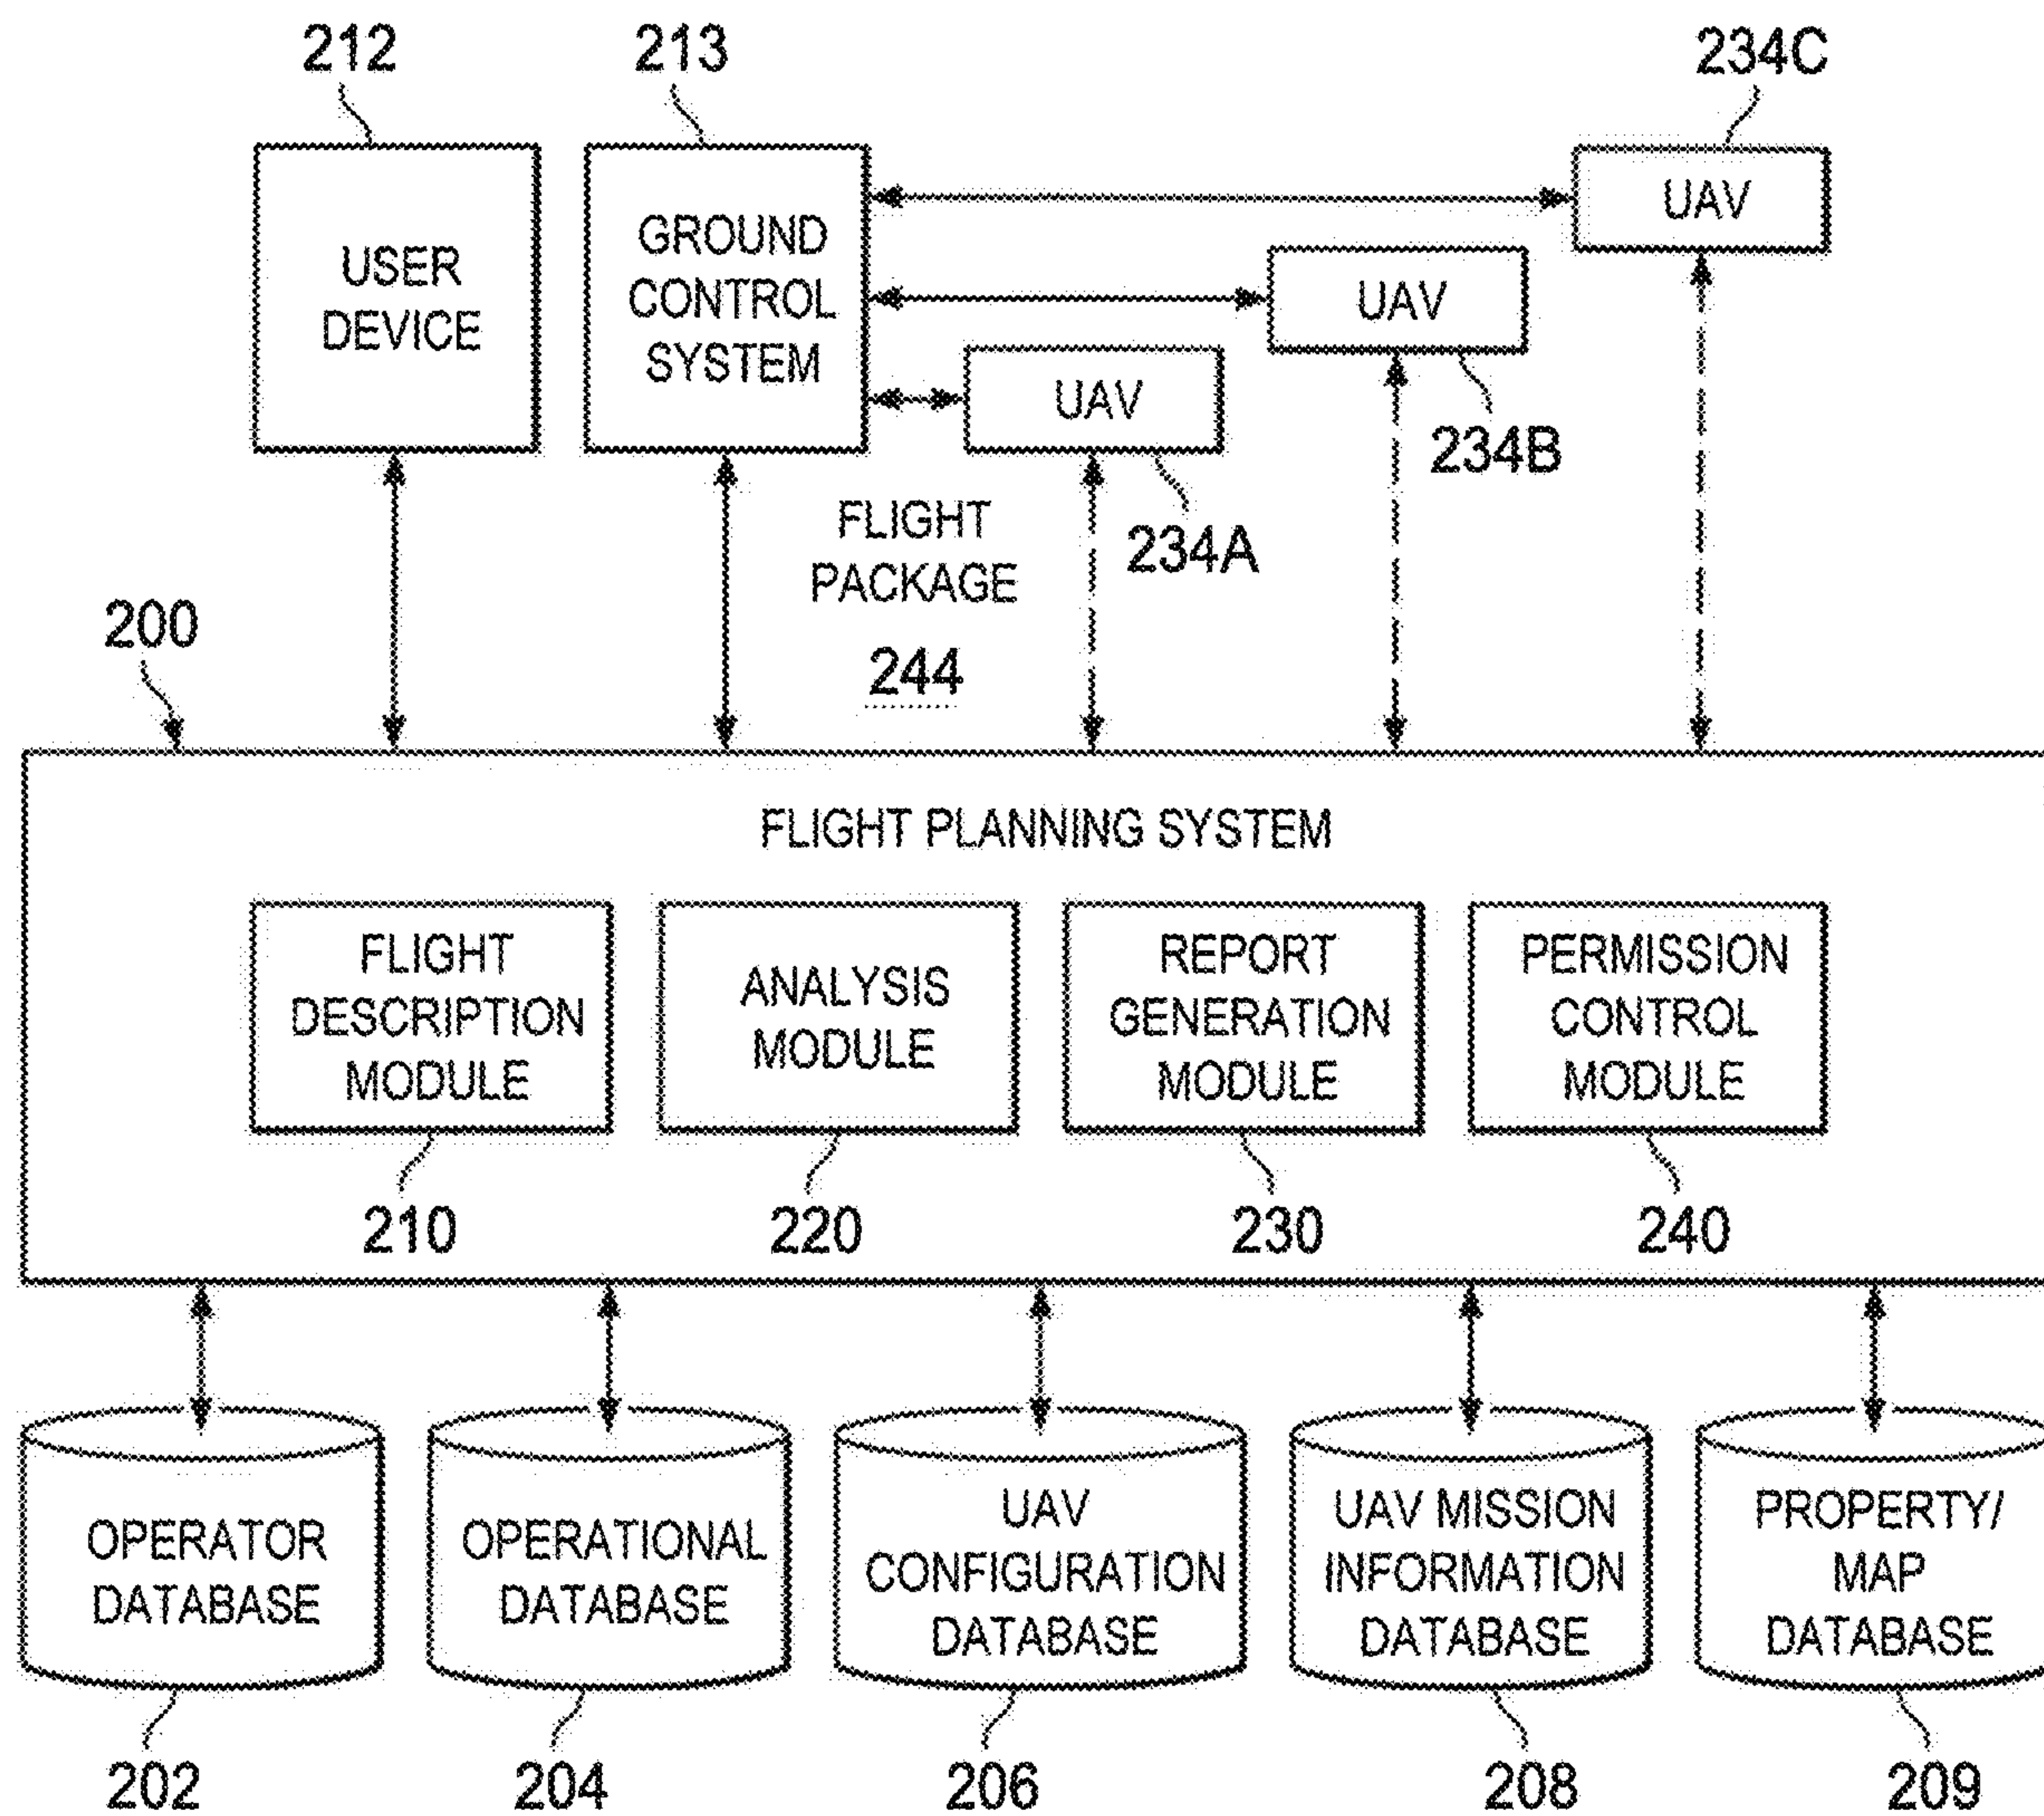 212
213
234C
USER
DEVICE
GROUND
CONTROL
SYSTEM
UAV
UAV
UAV
234B
234A
FLIGHT
PACKAGE
244
200
FLIGHT PLANNING SYSTEM
FLIGHT
DESCRIPTION
MODULE
ANALYSIS
MODULE
REPORT
GENERATION
MODULE
PERMISSION
CONTROL
MODULE
210
220
230
240
OPERATOR
DATABASE
OPERATIONAL
DATABASE
UAV
CONFIGURATION
DATABASE
UAV MISSION
INFORMATION
DATABASE
PROPERTY/
MAP
DATABASE
202
204
206
208
209